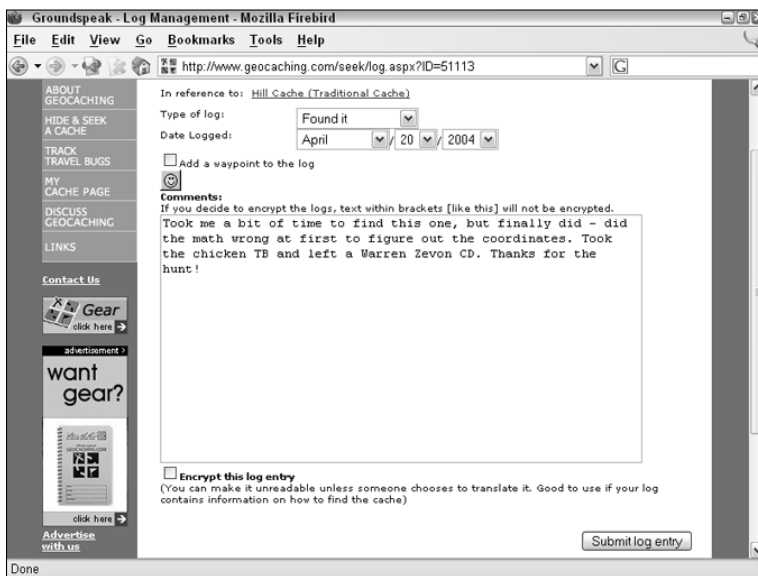 Groundspeak - Log Management - Mozilla Firebird
File Edit View Go Bookmarks Tools Help
http://www.geocaching.com/seek/log.aspx?ID=51113
G
ABOUT
GEOCACHING
HIDE & SEEK
A CACHE
TRACK
TRAVEL BUGS
MY
CACHE PAGE
DISCUSS
GEOCACHING
LINKS
Contact Us
Gear
click here
advertisement >
want
gear?
GEOCACHING.COM
click here
Advertise
with us
In reference to: Hill Cache (Traditional Cache)
Type of log: Found it
Date Logged: April / 20 / 2004
Add a waypoint to the log
Comments:
If you decide to encrypt the logs, text within brackets [like this] will not be encrypted.
Took me a bit of time to find this one, but finally did - did
the math wrong at first to figure out the coordinates. Took
the chicken TB and left a Warren Zevon CD. Thanks for the
hunt!
Encrypt this log entry
(You can make it unreadable unless someone chooses to translate it. Good to use if your log
contains information on how to find the cache)
Submit log entry
Done